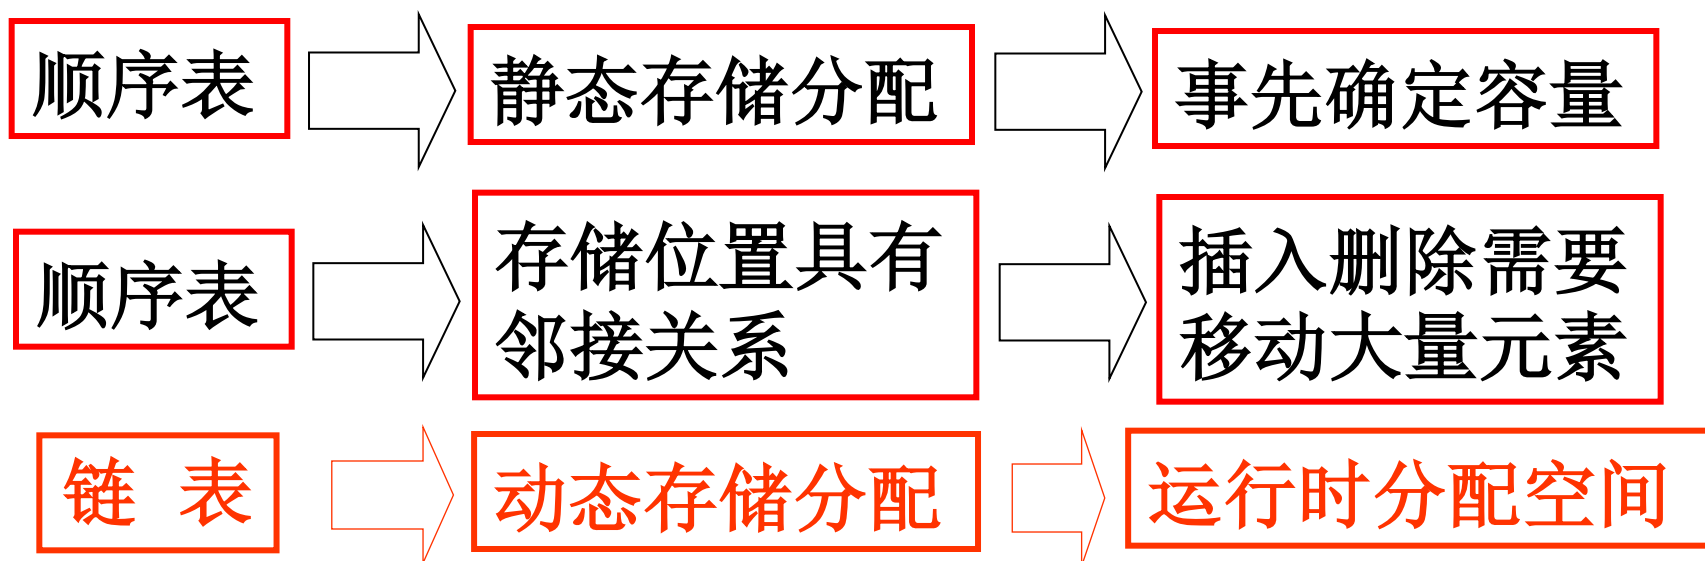 顺序表 静态存储分配 事先确定容量
顺序表 存储位置具有 插入删除需要
邻接关系 移动大量元素
链 表 动态存储分配 运行时分配空间